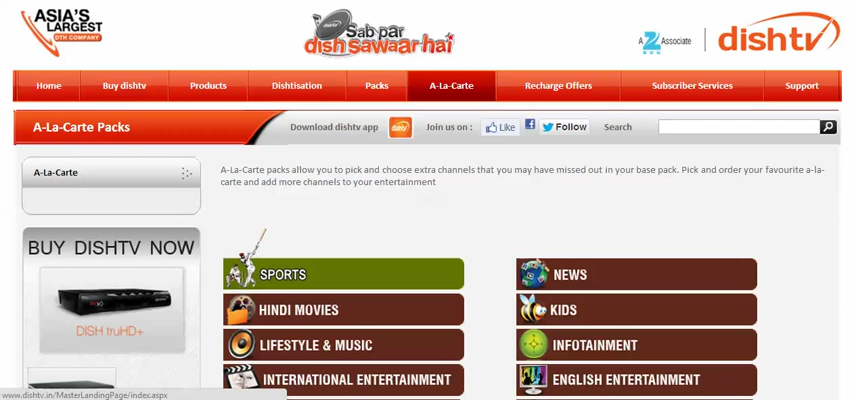 ASIA'S
LARGEST
DTH COMPANY
Sab par
dish sawaar hai
A Z Associate
dishtv
Home
Buy dishtv
Products
Dishtisation
Packs
A-La-Carte
Recharge Offers
Subscriber Services
Support
A-La-Carte Packs
Download dishtv app
dishtv
Join us on :
Like
f
Follow
Search
A-La-Carte
A-La-Carte packs allow you to pick and choose extra channels that you may have missed out in your base pack. Pick and order your favourite a-la-
carte and add more channels to your entertainment
BUY DISHTV NOW
DISH truHD+
SPORTS
NEWS
HINDI MOVIES
KIDS
LIFESTYLE & MUSIC
INFOTAINMENT
INTERNATIONAL ENTERTAINMENT
ENGLISH ENTERTAINMENT
www.dishtv.in/MasterLandingPage/index.aspx